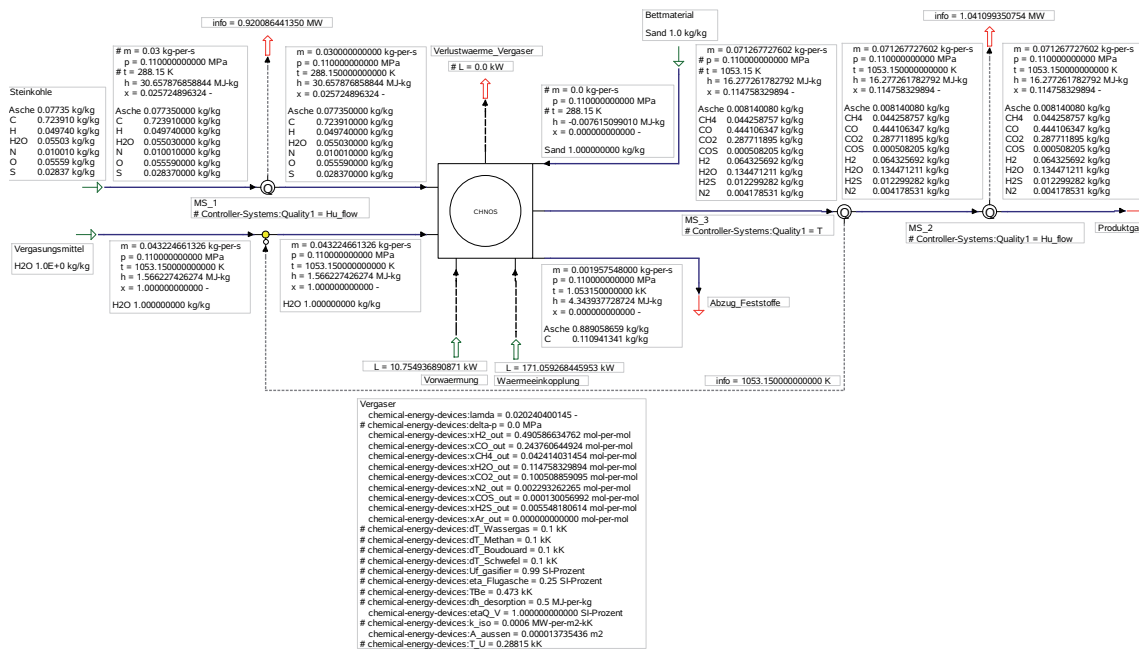 info = 0.920086441350 MW
info = 1.041099350754 MW
Bettmaterial
Sand 1.0 kg/kg
# m = 0.03 kg-per-s
p = 0.110000000000 MPa
# t = 288.15 K
h = 30.657876858844 MJ-kg
x = 0.025724896324 -
Asche 0.077350000 kg/kg
C 0.723910000 kg/kg
H 0.049740000 kg/kg
H2O 0.055030000 kg/kg
N 0.010010000 kg/kg
O 0.055590000 kg/kg
S 0.028370000 kg/kg
m = 0.030000000000 kg-per-s
p = 0.110000000000 MPa
t = 288.150000000000 K
h = 30.657876858844 MJ-kg
x = 0.025724896324 -
Asche 0.077350000 kg/kg
C 0.723910000 kg/kg
H 0.049740000 kg/kg
H2O 0.055030000 kg/kg
N 0.010010000 kg/kg
O 0.055590000 kg/kg
S 0.028370000 kg/kg
Verlustwaerme_Vergaser
# L = 0.0 kW
# m = 0.0 kg-per-s
p = 0.110000000000 MPa
# t = 288.15 K
h = -0.007615099010 MJ-kg
x = 0.000000000000 -
Sand 1.000000000 kg/kg
m = 0.071267727602 kg-per-s
# p = 0.110000000000 MPa
# t = 1053.15 K
h = 16.277261782792 MJ-kg
x = 0.114758329894 -
Asche 0.008140080 kg/kg
CH4 0.044258757 kg/kg
CO 0.444106347 kg/kg
CO2 0.287711895 kg/kg
COS 0.000508205 kg/kg
H2 0.064325692 kg/kg
H2O 0.134471211 kg/kg
H2S 0.012299282 kg/kg
N2 0.004178531 kg/kg
m = 0.071267727602 kg-per-s
p = 0.110000000000 MPa
t = 1053.150000000000 K
h = 16.277261782792 MJ-kg
x = 0.114758329894 -
Asche 0.008140080 kg/kg
CH4 0.044258757 kg/kg
CO 0.444106347 kg/kg
CO2 0.287711895 kg/kg
COS 0.000508205 kg/kg
H2 0.064325692 kg/kg
H2O 0.134471211 kg/kg
H2S 0.012299282 kg/kg
N2 0.004178531 kg/kg
m = 0.071267727602 kg-per-s
p = 0.110000000000 MPa
t = 1053.150000000000 K
h = 16.277261782792 MJ-kg
x = 0.114758329894 -
Asche 0.008140080 kg/kg
CH4 0.044258757 kg/kg
CO 0.444106347 kg/kg
CO2 0.287711895 kg/kg
COS 0.000508205 kg/kg
H2 0.064325692 kg/kg
H2O 0.134471211 kg/kg
H2S 0.012299282 kg/kg
N2 0.004178531 kg/kg
Steinkohle
Asche 0.07735 kg/kg
C 0.723910 kg/kg
H 0.049740 kg/kg
H2O 0.05503 kg/kg
N 0.010010 kg/kg
O 0.05559 kg/kg
S 0.02837 kg/kg
Q
MS_1
# Controller-Systems:Quality1 = Hu_flow
CHNOS
MS_3
# Controller-Systems:Quality1 = T
Q
MS_2
# Controller-Systems:Quality1 = Hu_flow
Q
Produktga
Vergasungsmittel
H2O 1.0E+0 kg/kg
m = 0.043224661326 kg-per-s
p = 0.110000000000 MPa
t = 1053.150000000000 K
h = 1.566227426274 MJ-kg
x = 1.000000000000 -
H2O 1.000000000 kg/kg
m = 0.043224661326 kg-per-s
p = 0.110000000000 MPa
t = 1053.150000000000 K
h = 1.566227426274 MJ-kg
x = 1.000000000000 -
H2O 1.000000000 kg/kg
m = 0.001957548000 kg-per-s
p = 0.110000000000 MPa
t = 1.053150000000 kK
h = 4.343937728724 MJ-kg
x = 0.000000000000 -
Asche 0.889058659 kg/kg
C 0.110941341 kg/kg
Abzug_Feststoffe
L = 10.754936890871 kW
Vorwaermung
L = 171.059268445953 kW
Waermeeinkopplung
info = 1053.150000000000 K
Vergaser
chemical-energy-devices:lamda = 0.020240400145 -
# chemical-energy-devices:delta-p = 0.0 MPa
chemical-energy-devices:xH2_out = 0.490586634762 mol-per-mol
chemical-energy-devices:xCO_out = 0.243760644924 mol-per-mol
chemical-energy-devices:xCH4_out = 0.042414031454 mol-per-mol
chemical-energy-devices:xH2O_out = 0.114758329894 mol-per-mol
chemical-energy-devices:xCO2_out = 0.100508859095 mol-per-mol
chemical-energy-devices:xN2_out = 0.002293262265 mol-per-mol
chemical-energy-devices:xCOS_out = 0.000130056992 mol-per-mol
chemical-energy-devices:xH2S_out = 0.005548180614 mol-per-mol
chemical-energy-devices:xAr_out = 0.000000000000 mol-per-mol
# chemical-energy-devices:dT_Wassergas = 0.1 kK
# chemical-energy-devices:dT_Methan = 0.1 kK
# chemical-energy-devices:dT_Boudouard = 0.1 kK
# chemical-energy-devices:dT_Schwefel = 0.1 kK
# chemical-energy-devices:Uf_gasifier = 0.99 SI-Prozent
# chemical-energy-devices:eta_Flugasche = 0.25 SI-Prozent
# chemical-energy-devices:TBe = 0.473 kK
# chemical-energy-devices:dh_desorption = 0.5 MJ-per-kg
chemical-energy-devices:etaQ_V = 1.000000000000 SI-Prozent
# chemical-energy-devices:k_iso = 0.0006 MW-per-m2-kK
chemical-energy-devices:A_aussen = 0.000013735436 m2
# chemical-energy-devices:T_U = 0.28815 kK